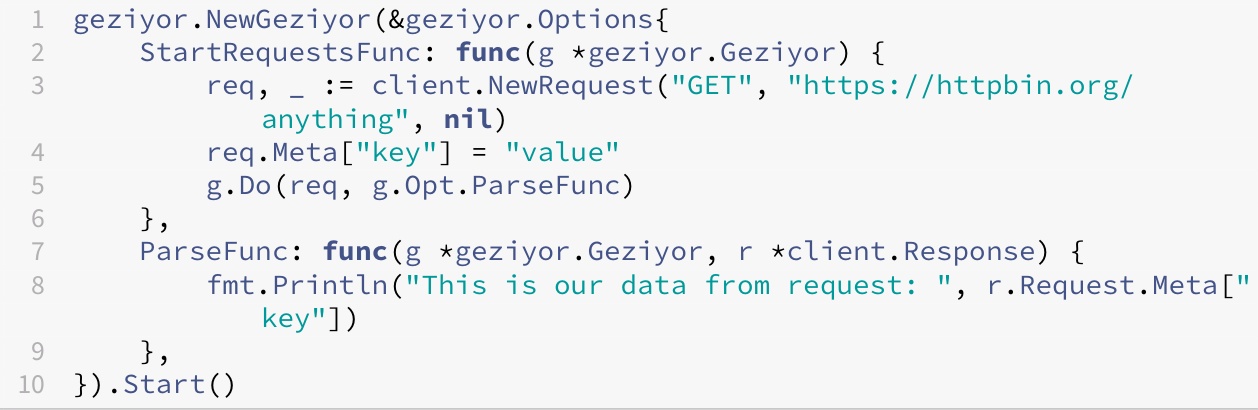 1 geziyor.NewGeziyor(&geziyor.Options{
2     StartRequestsFunc: func(g *geziyor.Geziyor) {
3         req, _ := client.NewRequest("GET", "https://httpbin.org/
            anything", nil)
4         req.Meta["key"] = "value"
5         g.Do(req, g.Opt.ParseFunc)
6     },
7     ParseFunc: func(g *geziyor.Geziyor, r *client.Response) {
8         fmt.Println("This is our data from request: ", r.Request.Meta["
            key"])
9     },
10 }).Start()